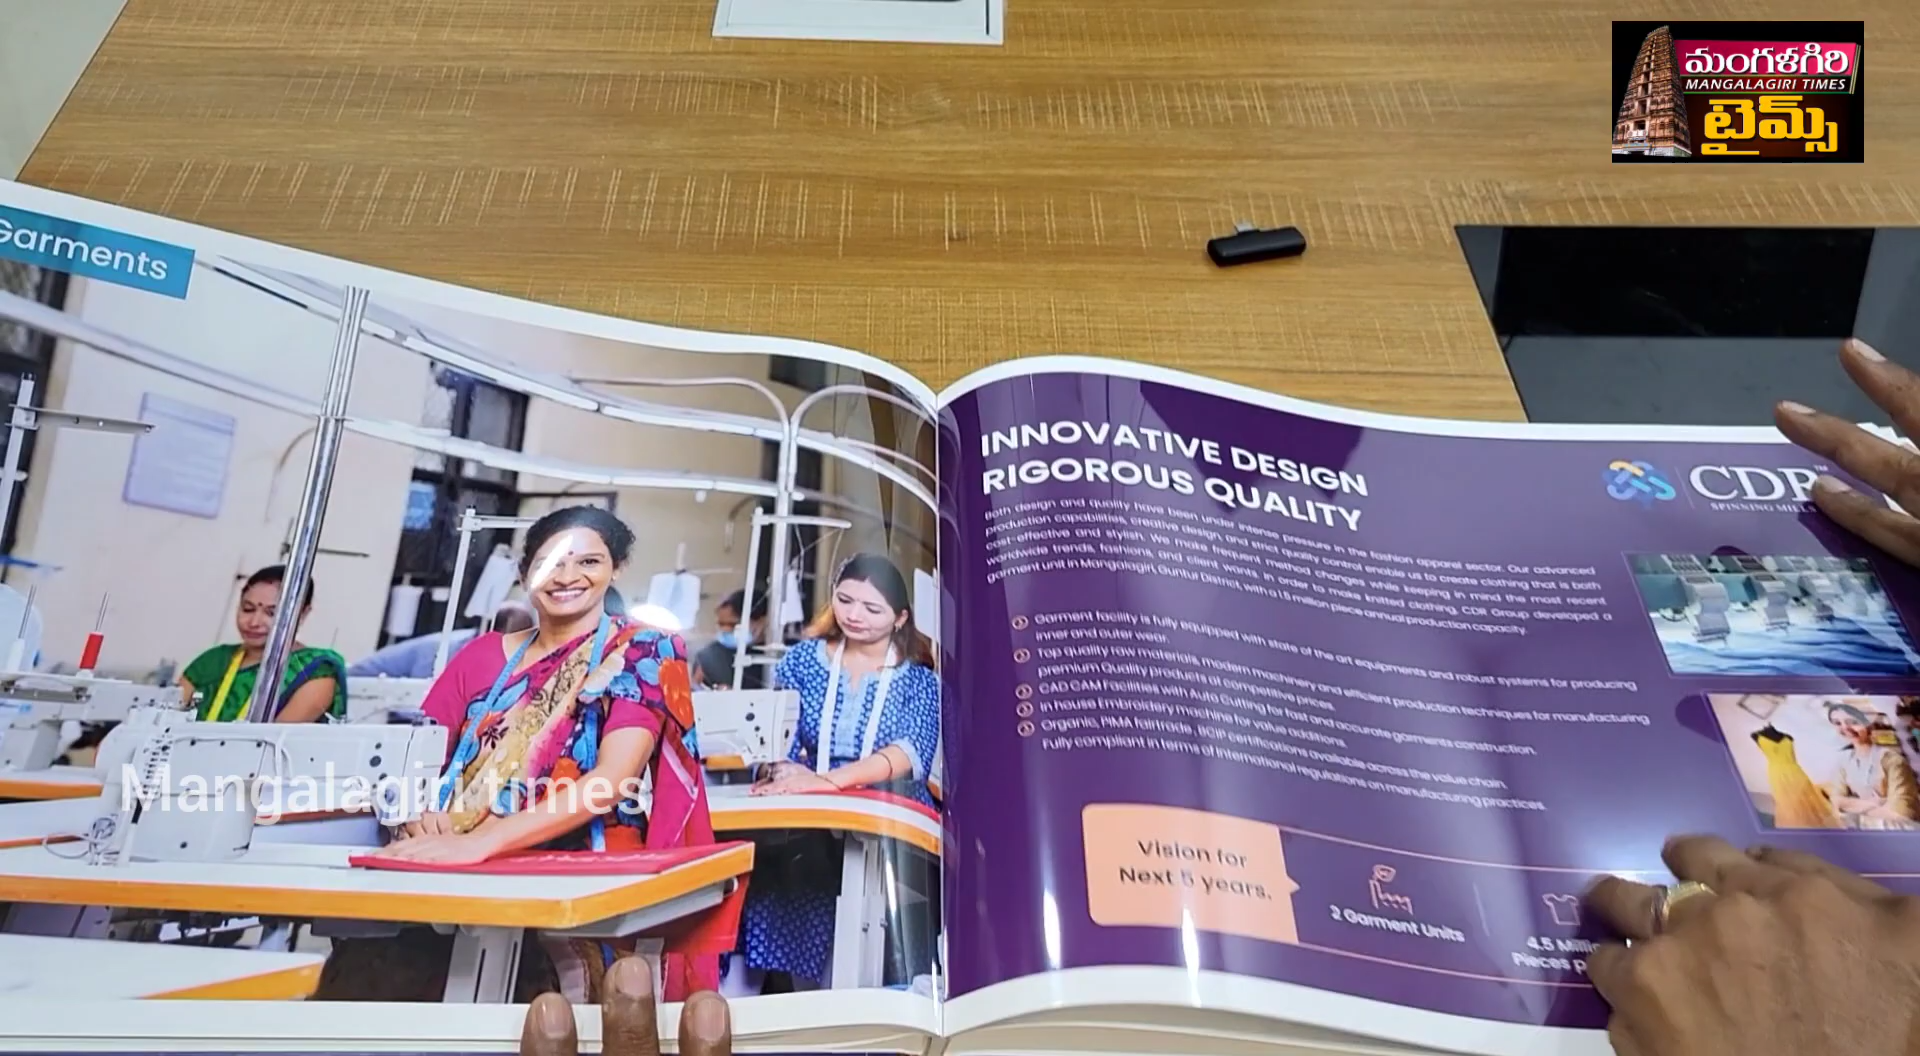 మంగళగిరి
MANGALAGIRI TIMES
టైమ్స్
Garments
INNOVATIVE DESIGN
RIGOROUS QUALITY
CDR™
SPINNING MILLS
Both design and quality have been under intense pressure in the fashion apparel sector. Our advanced
production capabilities, creative design and strict quality control enable us to create clothing that is both
cost-effective and stylish. We make frequent method changes while keeping in mind the most recent
worldwide trends, fashions, and client wants. In order to make knitted clothing, CDR Group developed a
garment unit in Mangalagiri, Guntur District, with a 1.5 million piece annual production capacity.
Garment facility is fully equipped with state of the art equipments and robust systems for producing
inner and outer wear.
Top quality raw materials, modern machinery and efficient production techniques for manufacturing
premium Quality products at competitive prices.
CAD CAM Facilities with Auto Cutting for fast and accurate garments construction.
In house Embroidery machine for value additions.
Organic, PIMA fairtrade, BCIP certifications available across the value chain.
Fully compliant in terms of International regulations on manufacturing practices.
Mangalagiri times
Vision for
Next 5 years.
2 Garment Units
4.5
Pieces